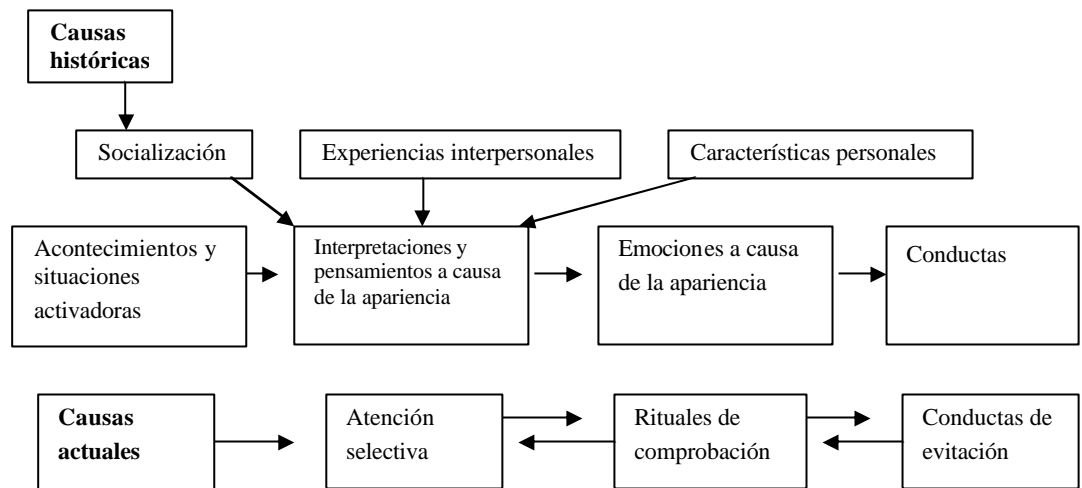 Causas
históricas
Socialización
Experiencias interpersonales
Características personales
Acontecimientos y
situaciones
activadoras
Interpretaciones y
pensamientos a causa
de la apariencia
Emociones a causa
de la apariencia
Conductas
Causas
actuales
Atención
selectiva
Rituales de
comprobación
Conductas de
evitación